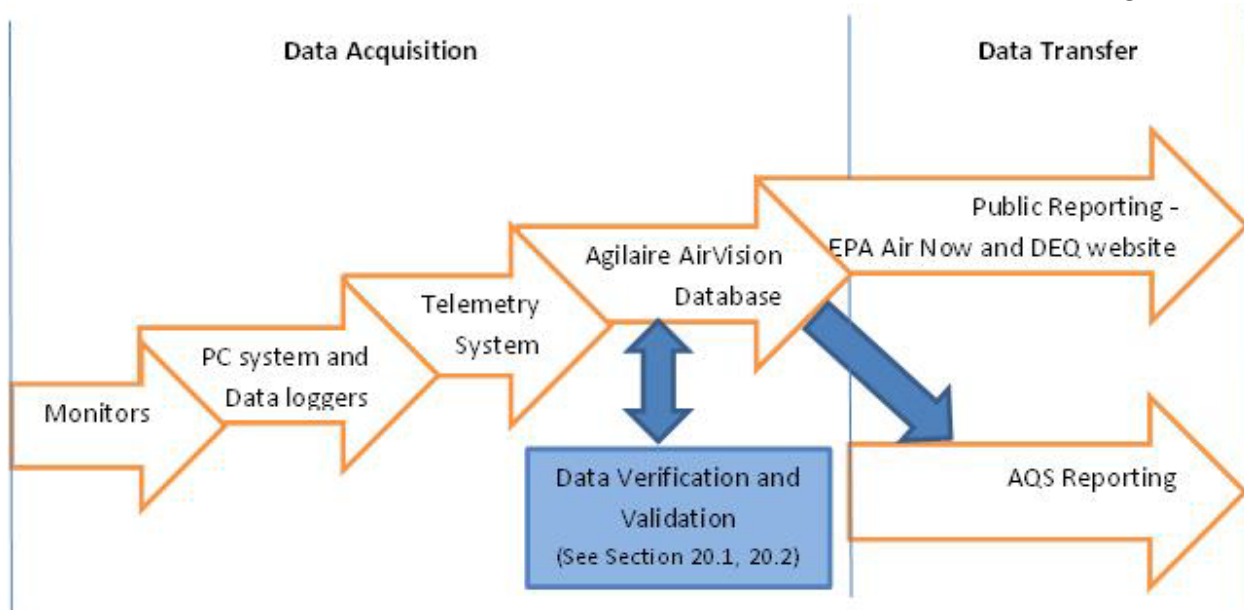 Data Acquisition
Data Transfer
Monitors
PC system and
Data loggers
Telemetry
System
Agilaire AirVision
Database
Public Reporting -
EPA Air Now and DEQ website
Data Verification and
Validation
(See Section 20.1, 20.2)
AQS Reporting